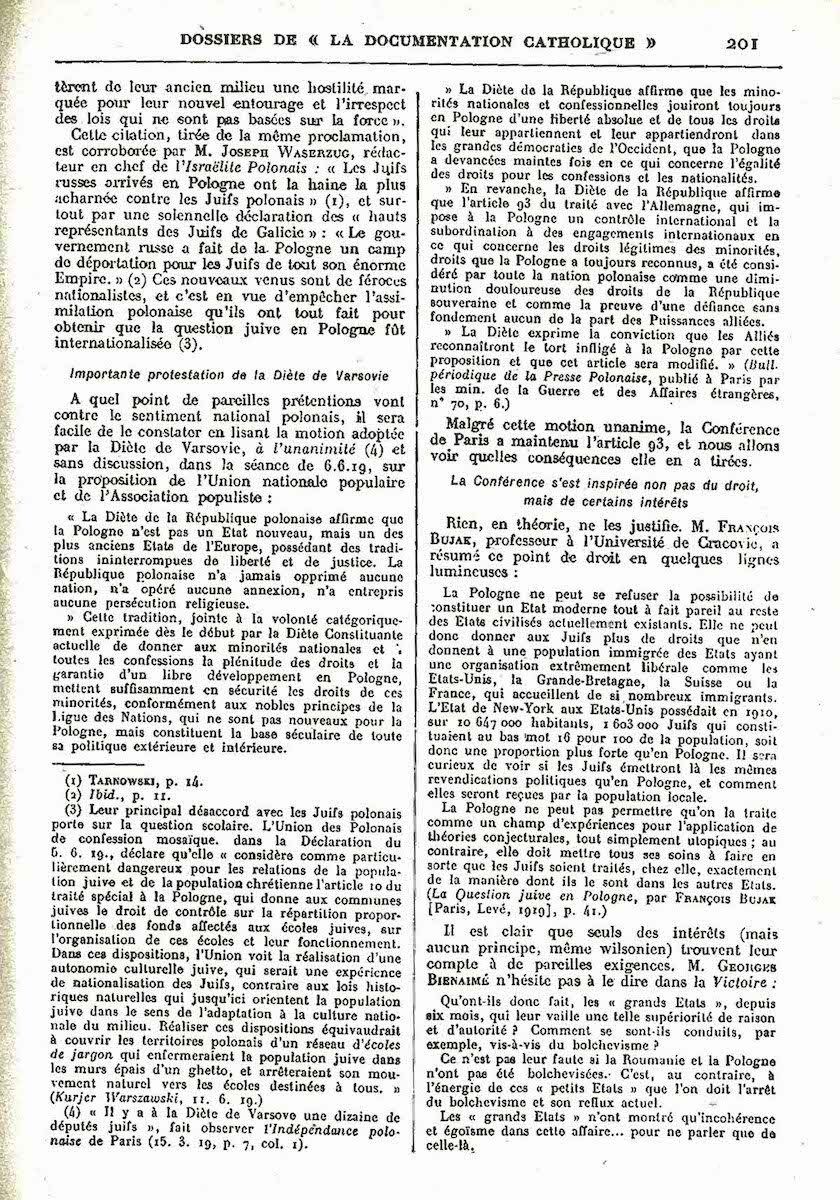 DOSSIERS DE « LA DOCUMENTATION CATHOLIQUE » 201
tèrent de leur ancien milieu une hostilité mar-
quée pour leur nouvel entourage et l'irrespect
des lois qui ne sont pas basées sur la force ».
Cette citation, tirée de la même proclamation,
est corroborée par M. JOSEPH WASERZUG, rédac-
teur en chef de l'Israélite Polonais : « Les Juifs
russes arrivés en Pologne ont la haine la plus
acharnée contre les Juifs polonais » (1), et sur-
tout par une solennelle déclaration des « hauts
représentants des Juifs de Galicie » : « Le gou-
vernement russe a fait de la Pologne un camp
de déportation pour les Juifs de tout son énorme
Empire. » (2) Ces nouveaux venus sont de féroces
nationalistes, et c'est en vue d'empêcher l'assi-
milation polonaise qu'ils ont tout fait pour
obtenir que la question juive en Pologne fût
internationalisée (3).
Importante protestation de la Diète de Varsovie
A quel point de pareilles prétentions vont
contre le sentiment national polonais, il sera
facile de le constater en lisant la motion adoptée
par la Diète de Varsovie, à l'unanimité (4) et
sans discussion, dans la séance de 6.6.19, sur
la proposition de l'Union nationale populaire
et de l'Association populiste :
« La Diète de la République polonaise affirme que
la Pologne n'est pas un Etat nouveau, mais un des
plus anciens Etats de l'Europe, possédant des tradi-
tions ininterrompues de liberté et de justice. La
République polonaise n'a jamais opprimé aucune
nation, n'a opéré aucune annexion, n'a entrepris
aucune persécution religieuse.
» Cette tradition, jointe à la volonté catégorique-
ment exprimée dès le début par la Diète Constituante
actuelle de donner aux minorités nationales et
toutes les confessions la plénitude des droits et la
garantie d'un libre développement en Pologne,
mettent suffisamment en sécurité les droits de ces
minorités, conformément aux nobles principes de la
Ligue des Nations, qui ne sont pas nouveaux pour la
Pologne, mais constituent la base séculaire de toute
sa politique extérieure et intérieure.
(1) TARNOWSKI, p. 14.
(2) Ibid., p. 11.
(3) Leur principal désaccord avec les Juifs polonais
porte sur la question scolaire. L'Union des Polonais
de confession mosaïque. dans la Déclaration du
5. 6. 19., déclare qu'elle « considère comme particu-
lièrement dangereux pour les relations de la popula-
tion juive et de la population chrétienne l'article 10 du
traité spécial à la Pologne, qui donne aux communes
juives le droit de contrôle sur la répartition propor-
tionnelle des fonds affectés aux écoles juives, sur
l'organisation de ces écoles et leur fonctionnement.
Dans ces dispositions, l'Union voit la réalisation d'une
autonomie culturelle juive, qui serait une expérience
de nationalisation des Juifs, contraire aux lois histo-
riques naturelles qui jusqu'ici orientent la population
juive dans le sens de l'adaptation à la culture natio-
nale du milieu. Réaliser ces dispositions équivaudrait
à couvrir les territoires polonais d'un réseau d'écoles
de jargon qui enfermeraient la population juive dans
les murs épais d'un ghetto, et arrêteraient son mou-
vement naturel vers les écoles destinées à tous. »
(Kurjer Warszawski, 11. 6. 19.)
(4) « Il y a à la Diète de Varsove une dizaine de
députés juifs », fait observer l'Indépendance polo-
naise de Paris (15. 3. 19, p. 7, col. 1).
» La Diète de la République affirme que les mino-
rités nationales et confessionnelles jouiront toujours
en Pologne d'une liberté absolue et de tous les droits
qui leur appartiennent et leur appartiendront dans
les grandes démocraties de l'Occident, que la Pologne
a devancées maintes fois en ce qui concerne l'égalité
des droits pour les confessions et les nationalités.
» En revanche, la Diète de la République affirme
que l'article 93 du traité avec l'Allemagne, qui im-
pose à la Pologne un contrôle international et la
subordination à des engagements internationaux en
ce qui concerne les droits légitimes des minorités,
droits que la Pologne a toujours reconnus, a été consi-
déré par toute la nation polonaise comme une dimi-
nution douloureuse des droits de la République
souveraine et comme la preuve d'une défiance sans
fondement aucun de la part des Puissances alliées.
» La Diète exprime la conviction que les Alliés
reconnaîtront le tort infligé à la Pologne par cette
proposition et que cet article sera modifié. » (Bull.
périodique de la Presse Polonaise, publié à Paris par
les min. de la Guerre et des Affaires étrangères,
n° 70, p. 6.)
Malgré cette motion unanime, la Conférence
de Paris a maintenu l'article 93, et nous allons
voir quelles conséquences elle en a tirées.
La Conférence s'est inspirée non pas du droit,
mais de certains intérêts
Rien, en théorie, ne les justifie. M. FRANÇOIS
BUJAK, professeur à l'Université de Cracovie, a
résumé ce point de droit en quelques lignes
lumineuses :
La Pologne ne peut se refuser la possibilité de
constituer un Etat moderne tout à fait pareil au reste
des Etats civilisés actuellement existants. Elle ne peut
donc donner aux Juifs plus de droits que n'en
donnent à une population immigrée des Etats ayant
une organisation extrêmement libérale comme les
Etats-Unis, la Grande-Bretagne, la Suisse ou la
France, qui accueillent de si nombreux immigrants.
L'Etat de New-York aux Etats-Unis possédait en 1910,
sur 10 647 000 habitants, 1 603 000 Juifs qui consti-
tuaient au bas mot 16 pour 100 de la population, soit
donc une proportion plus forte qu'en Pologne. Il sera
curieux de voir si les Juifs émettront là les mêmes
revendications politiques qu'en Pologne, et comment
elles seront reçues par la population locale.
La Pologne ne peut pas permettre qu'on la traite
comme un champ d'expériences pour l'application de
théories conjecturales, tout simplement utopiques ; au
contraire, elle doit mettre tous ses soins à faire en
sorte que les Juifs soient traités, chez elle, exactement
de la manière dont ils le sont dans les autres Etats.
(La Question juive en Pologne, par FRANÇOIS BUJAK
[Paris, Levé, 1919], p. 41.)
Il est clair que seuls des intérêts (mais
aucun principe, même wilsonien) trouvent leur
compte à de pareilles exigences. M. GEORGES
BIENAIMÉ n'hésite pas à le dire dans la Victoire :
Qu'ont-ils donc fait, les « grands Etats », depuis
six mois, qui leur vaille une telle supériorité de raison
et d'autorité ? Comment se sont-ils conduits, par
exemple, vis-à-vis du bolchevisme ?
Ce n'est pas leur faute si la Roumanie et la Pologne
n'ont pas été bolchevisées. C'est, au contraire, à
l'énergie de ces « petits Etats » que l'on doit l'arrêt
du bolchevisme et son reflux actuel.
Les « grands Etats » n'ont montré qu'incohérence
et égoïsme dans cette affaire... pour ne parler que de
celle-là.